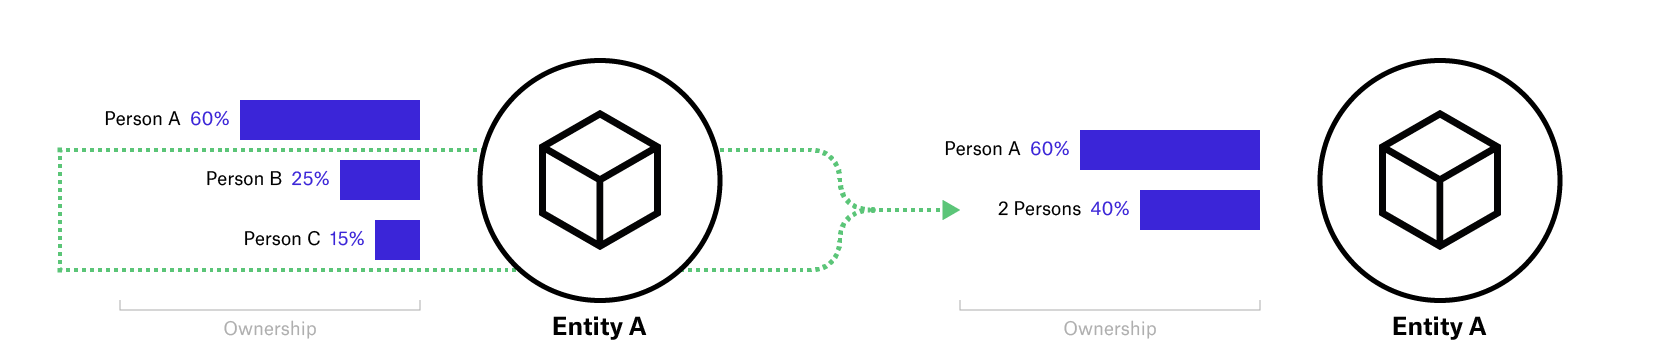 Person A 60%
Person B 25%
Person C 15%
Ownership
Entity A
Person A 60%
2 Persons 40%
Ownership
Entity A